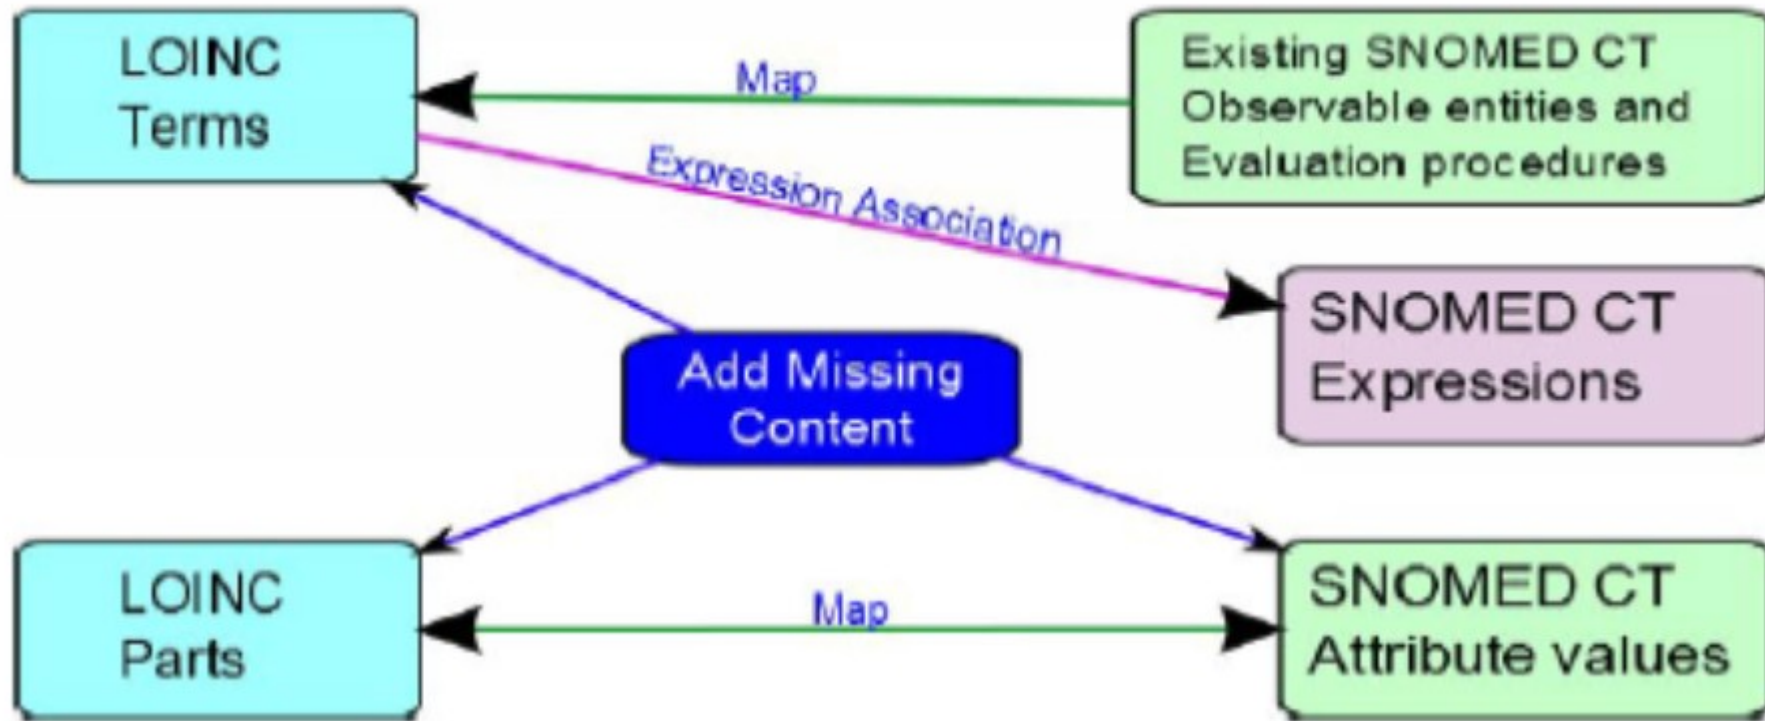 LOINC
Terms
Map
Existing SNOMED CT
Observable entities and
Evaluation procedures
Expression Association
SNOMED CT
Expressions
Add Missing
Content
LOINC
Parts
Map
SNOMED CT
Attribute values